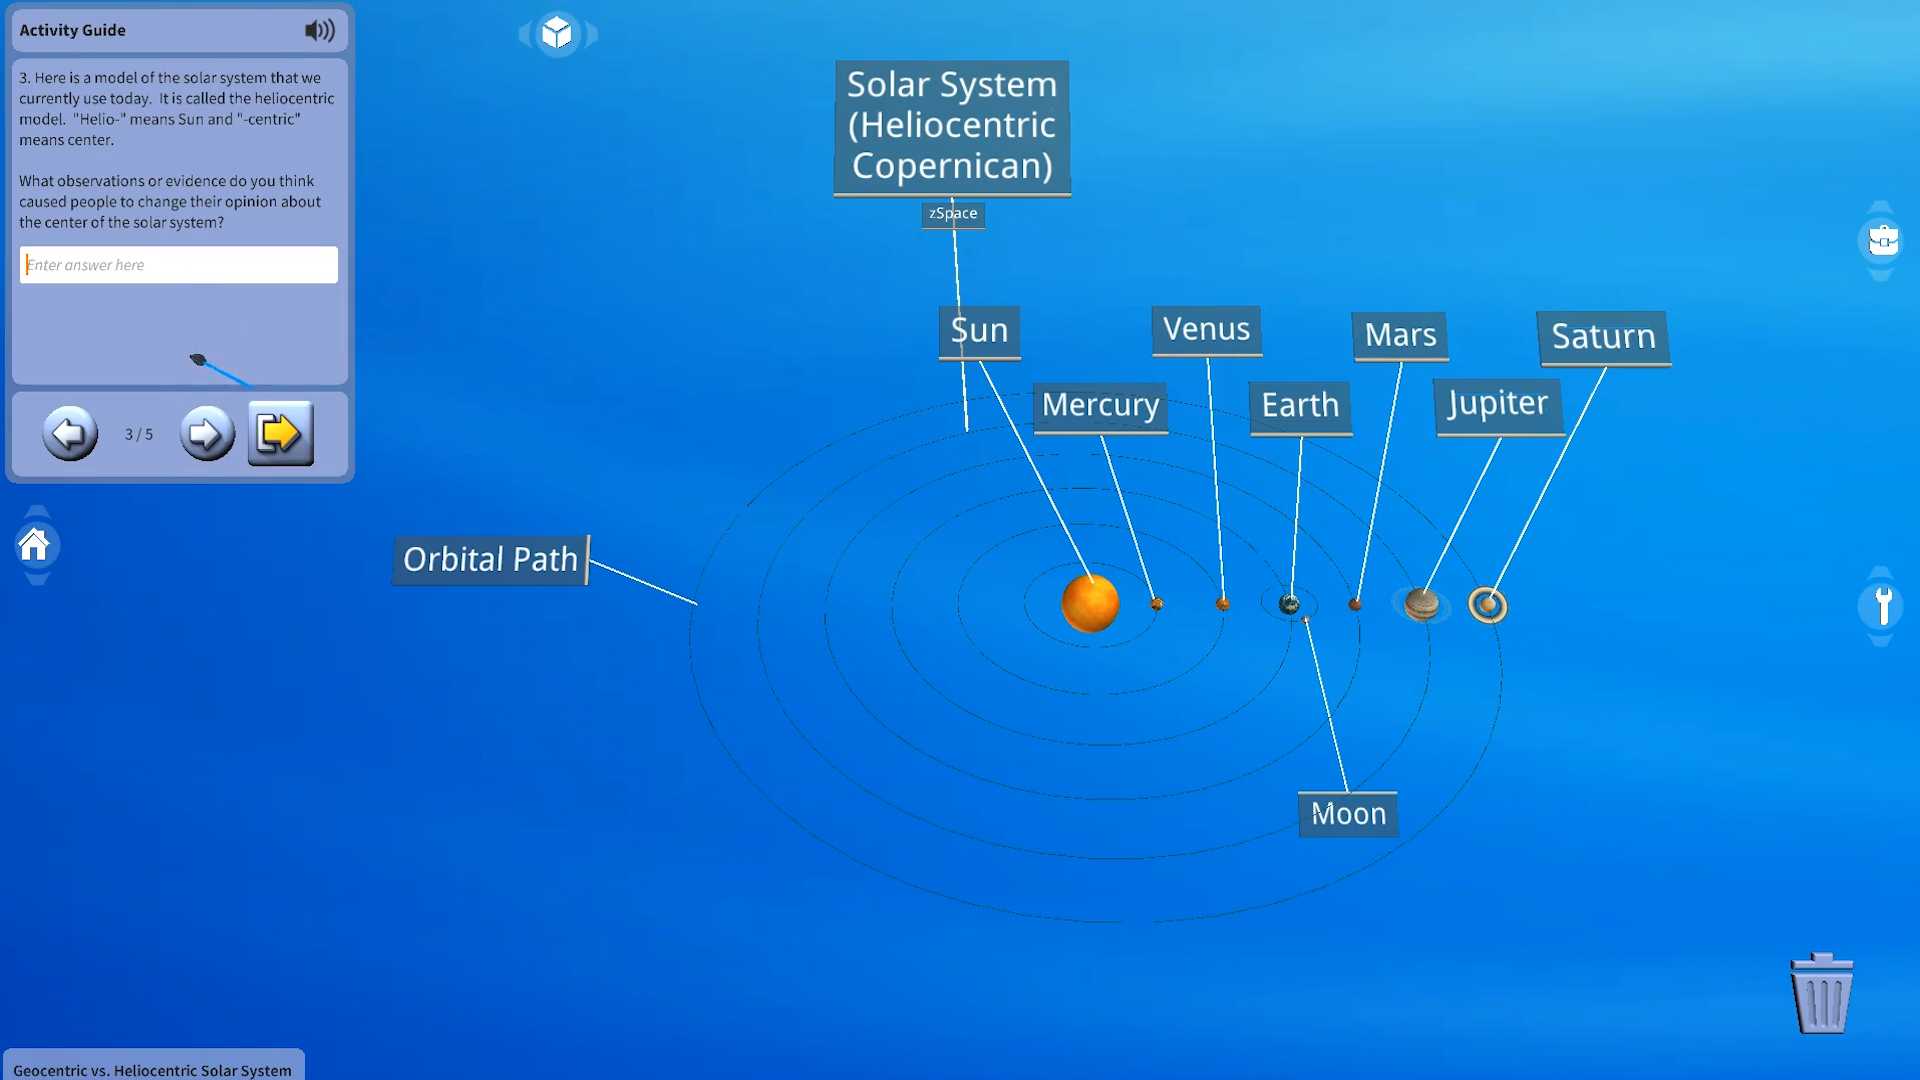 Activity Guide
3. Here is a model of the solar system that we
currently use today.  It is called the heliocentric
model.  "Helio-" means Sun and "-centric"
means center.
What observations or evidence do you think
caused people to change their opinion about
the center of the solar system?
Enter answer here
3 / 5
Solar System
(Heliocentric
Copernican)
zSpace
Sun
Venus
Mars
Saturn
Mercury
Earth
Jupiter
Orbital Path
Moon
Geocentric vs. Heliocentric Solar System